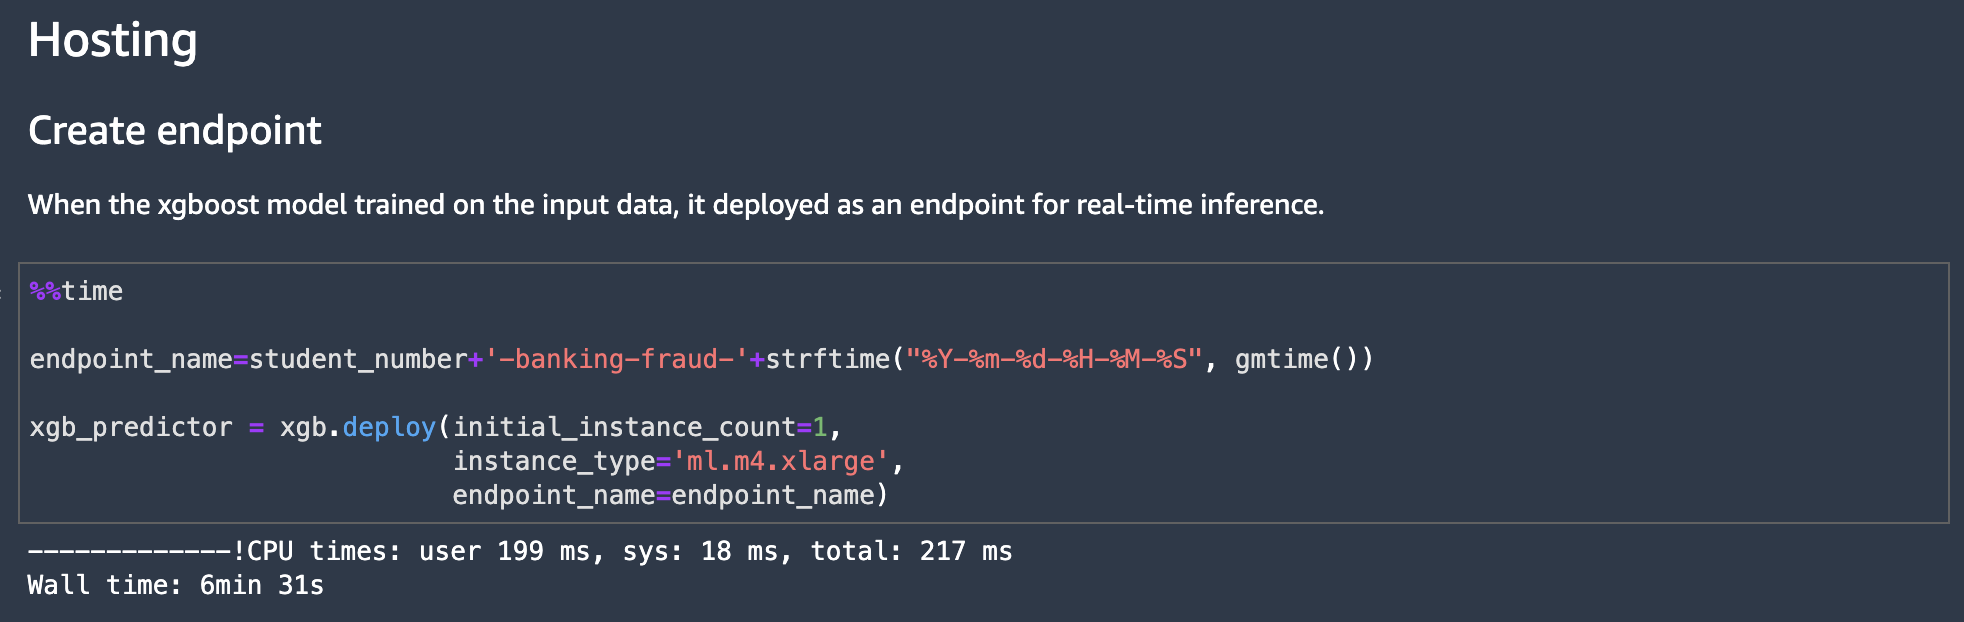 Hosting
Create endpoint
When the xgboost model trained on the input data, it deployed as an endpoint for real-time inference.
%%time
endpoint_name=student_number+'-banking-fraud-'+strftime("%Y-%m-%d-%H-%M-%S", gmtime())
xgb_predictor = xgb.deploy(initial_instance_count=1,
instance_type='ml.m4.xlarge',
endpoint_name=endpoint_name)
-------------!CPU times: user 199 ms, sys: 18 ms, total: 217 ms
Wall time: 6min 31s